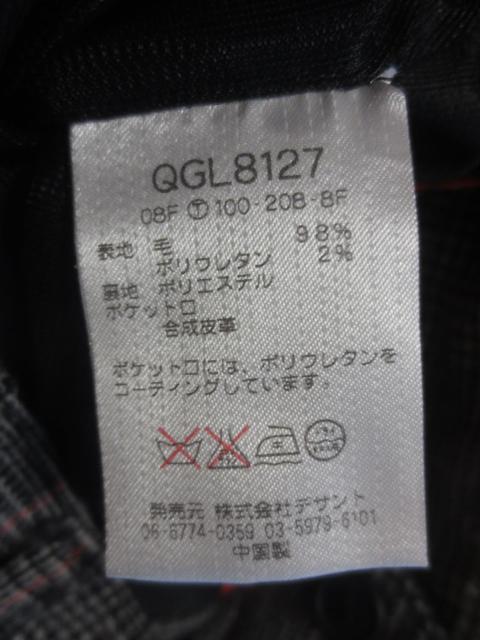 QGL8127
08F Ⓣ 100-20B-8F
表地 毛 98%
ポリウレタン 2%
裏地 ポリエステル
ポケット口
合成皮革
ポケット口には、ポリウレタンを
コーティングしています。
発売元 株式会社デサント
06-6774-0359 03-5979-6101
中国製